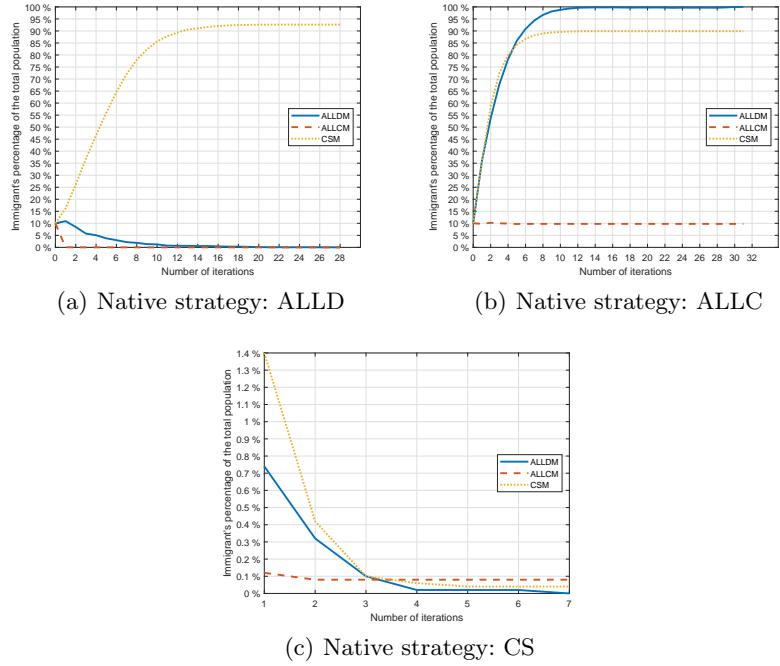 100 %
95 %
90 %
85 %
80 %
75 %
70 %
65 %
60 %
55 %
50 %
45 %
40 %
35 %
30 %
25 %
20 %
15 %
10 %
5 %
0 %
Immigrant's percentage of the total population
0 2 4 6 8 10 12 14 16 18 20 22 24 26 28
Number of iterations
ALLDM
ALLCM
CSM
(a) Native strategy: ALLD
100 %
95 %
90 %
85 %
80 %
75 %
70 %
65 %
60 %
55 %
50 %
45 %
40 %
35 %
30 %
25 %
20 %
15 %
10 %
5 %
0 %
Immigrant's percentage of the total population
0 2 4 6 8 10 12 14 16 18 20 22 24 26 28 30 32
Number of iterations
ALLDM
ALLCM
CSM
(b) Native strategy: ALLC
1.4 %
1.3 %
1.2 %
1.1 %
1 %
0.9 %
0.8 %
0.7 %
0.6 %
0.5 %
0.4 %
0.3 %
0.2 %
0.1 %
0 %
Immigrant's percentage of the total population
1 2 3 4 5 6 7
Number of iterations
ALLDM
ALLCM
CSM
(c) Native strategy: CS